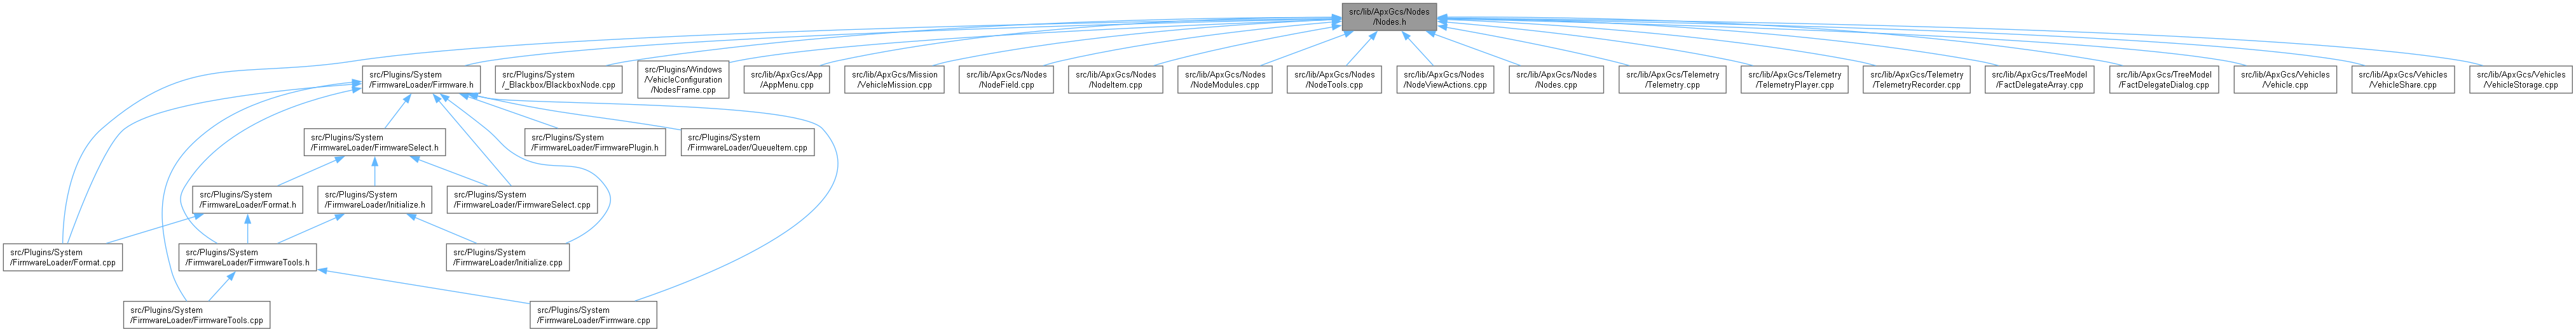 src/lib/ApxGcs/Nodes
/Nodes.h
src/Plugins/System
/FirmwareLoader/Firmware.h
src/Plugins/System
/_Blackbox/BlackboxNode.cpp
src/Plugins/Windows
/VehicleConfiguration
/NodesFrame.cpp
src/lib/ApxGcs/App
/AppMenu.cpp
src/lib/ApxGcs/Mission
/VehicleMission.cpp
src/lib/ApxGcs/Nodes
/NodeField.cpp
src/lib/ApxGcs/Nodes
/NodeItem.cpp
src/lib/ApxGcs/Nodes
/NodeModules.cpp
src/lib/ApxGcs/Nodes
/NodeTools.cpp
src/lib/ApxGcs/Nodes
/NodeViewActions.cpp
src/lib/ApxGcs/Nodes
/Nodes.cpp
src/lib/ApxGcs/Telemetry
/Telemetry.cpp
src/lib/ApxGcs/Telemetry
/TelemetryPlayer.cpp
src/lib/ApxGcs/Telemetry
/TelemetryRecorder.cpp
src/lib/ApxGcs/TreeModel
/FactDelegateArray.cpp
src/lib/ApxGcs/TreeModel
/FactDelegateDialog.cpp
src/lib/ApxGcs/Vehicles
/Vehicle.cpp
src/lib/ApxGcs/Vehicles
/VehicleShare.cpp
src/lib/ApxGcs/Vehicles
/VehicleStorage.cpp
src/Plugins/System
/FirmwareLoader/FirmwareSelect.h
src/Plugins/System
/FirmwareLoader/FirmwarePlugin.h
src/Plugins/System
/FirmwareLoader/QueueItem.cpp
src/Plugins/System
/FirmwareLoader/Format.h
src/Plugins/System
/FirmwareLoader/Initialize.h
src/Plugins/System
/FirmwareLoader/FirmwareSelect.cpp
src/Plugins/System
/FirmwareLoader/Format.cpp
src/Plugins/System
/FirmwareLoader/FirmwareTools.h
src/Plugins/System
/FirmwareLoader/Initialize.cpp
src/Plugins/System
/FirmwareLoader/FirmwareTools.cpp
src/Plugins/System
/FirmwareLoader/Firmware.cpp